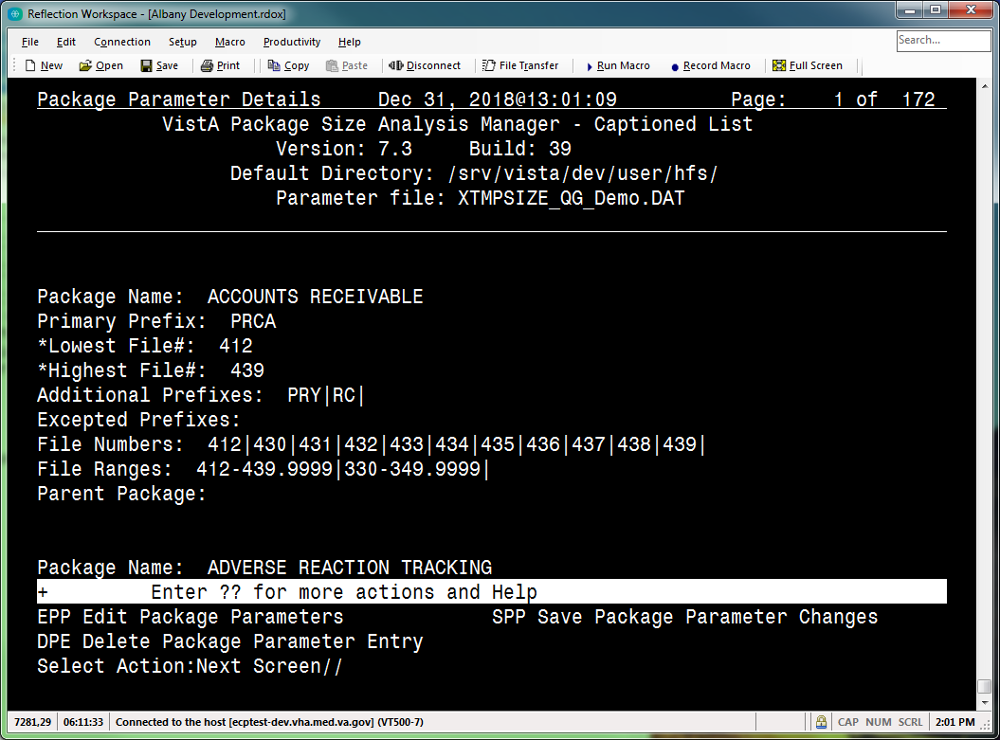 Reflection Workspace - [Albany Development.rdox]
File Edit Connection Setup Macro Productivity Help
Search...
New Open Save Print Copy Paste Disconnect File Transfer Run Macro Record Macro Full Screen
Package Parameter Details Dec 31, 2018@13:01:09 Page: 1 of 172
VistA Package Size Analysis Manager - Captioned List
Version: 7.3 Build: 39
Default Directory: /srv/vista/dev/user/hfs/
Parameter file: XTMPSIZE_QG_Demo.DAT
Package Name: ACCOUNTS RECEIVABLE
Primary Prefix: PRCA
*Lowest File#: 412
*Highest File#: 439
Additional Prefixes: PRY|RC|
Excepted Prefixes:
File Numbers: 412|430|431|432|433|434|435|436|437|438|439|
File Ranges: 412-439.9999|330-349.9999|
Parent Package:
Package Name: ADVERSE REACTION TRACKING
+ Enter ?? for more actions and Help
EPP Edit Package Parameters SPP Save Package Parameter Changes
DPE Delete Package Parameter Entry
Select Action:Next Screen//
7281,29 06:11:33 Connected to the host [ecptest-dev.vha.med.va.gov] (VT500-7) CAP NUM SCRL 2:01 PM